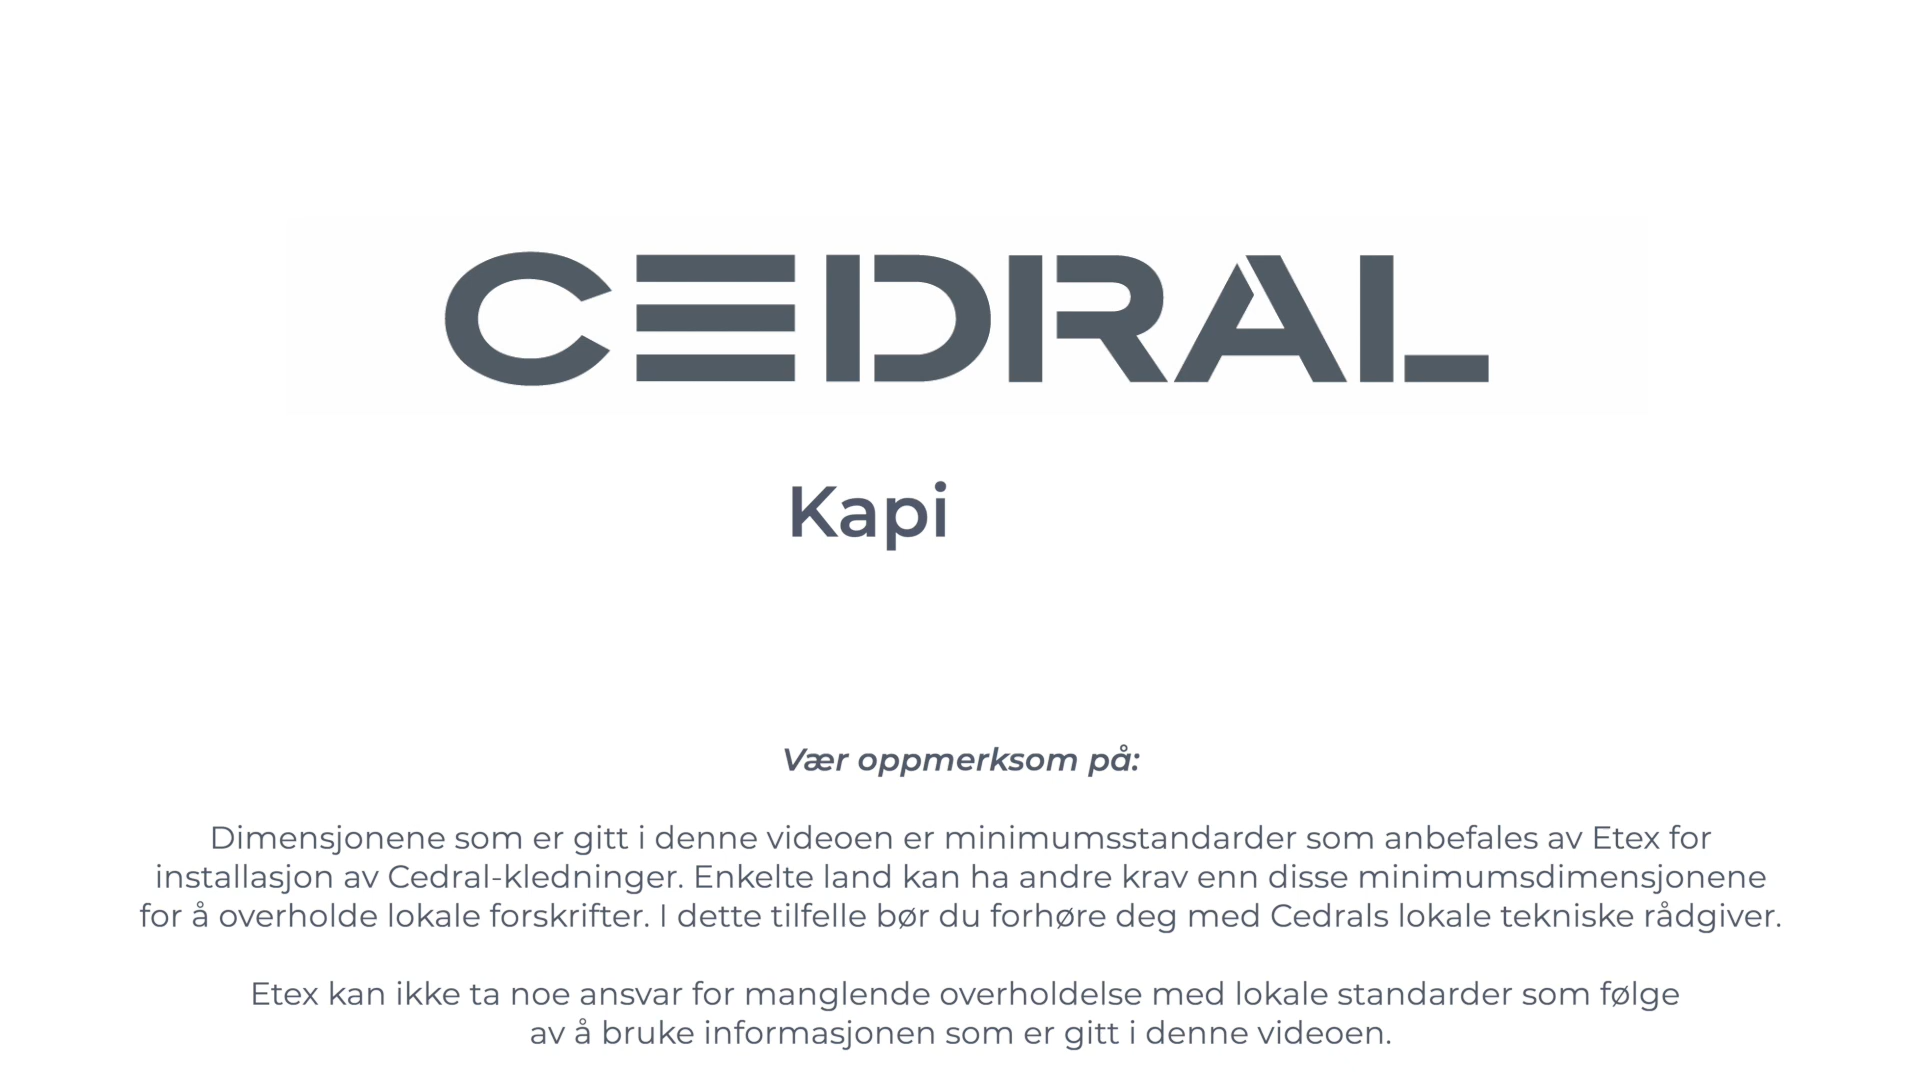 CEDRAL
Kapi
Vær oppmerksom på:
Dimensjonene som er gitt i denne videoen er minimumsstandarder som anbefales av Etex for
installasjon av Cedral-kledninger. Enkelte land kan ha andre krav enn disse minimumsdimensjonene
for å overholde lokale forskrifter. I dette tilfelle bør du forhøre deg med Cedrals lokale tekniske rådgiver.
Etex kan ikke ta noe ansvar for manglende overholdelse med lokale standarder som følge
av å bruke informasjonen som er gitt i denne videoen.